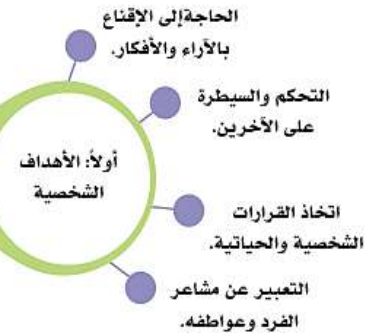 الحاجةإلى الإقناع
بالآراء والأفكار.
التحكم والسيطرة
على الآخرين.
أولاً: الأهداف
الشخصية
اتخاذ القرارات
الشخصية والحياتية.
التعبير عن مشاعر
الفرد وعواطفه.